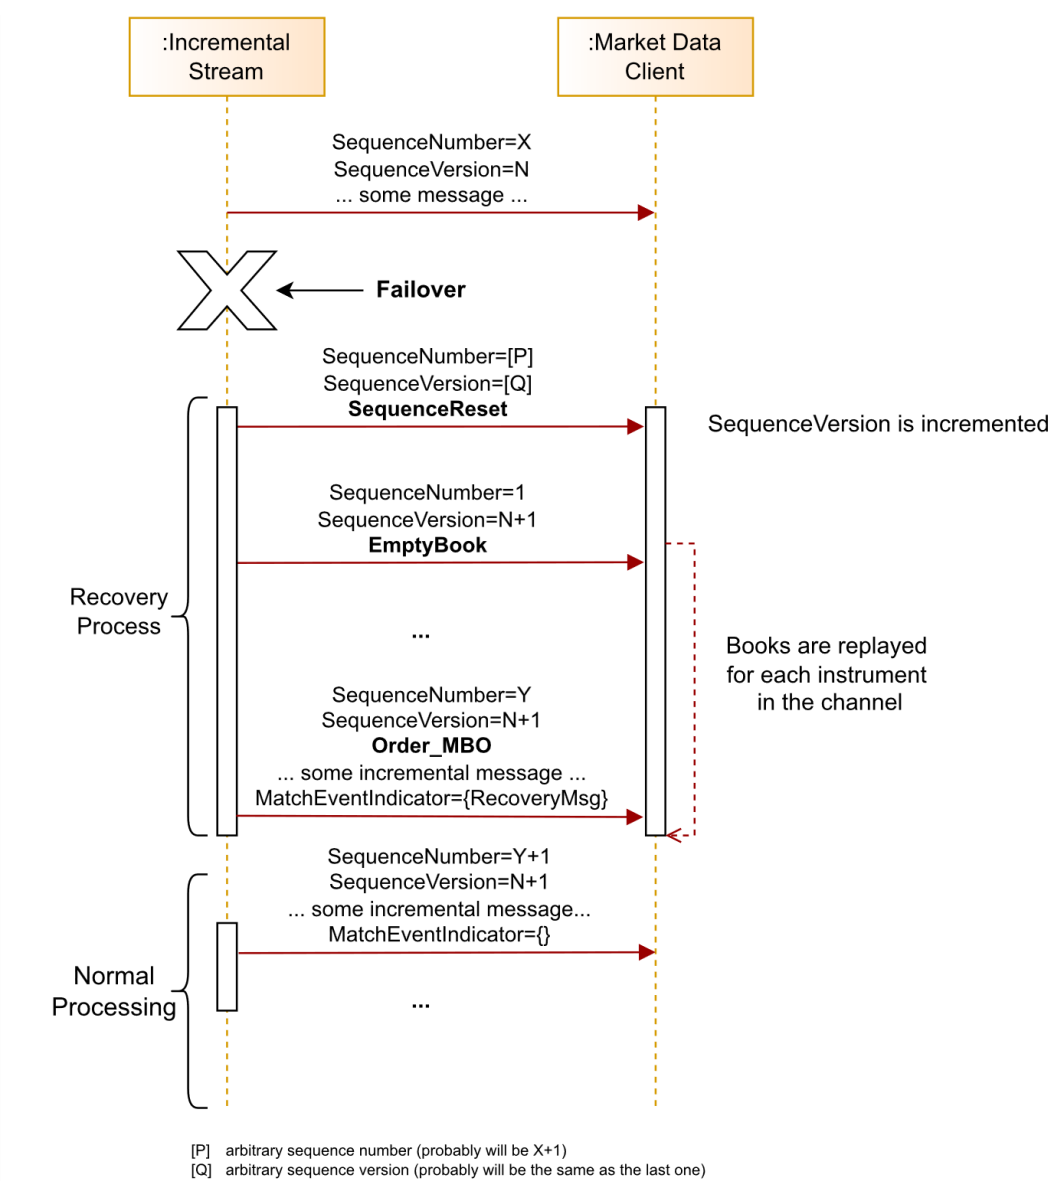 :Incremental
Stream
:Market Data
Client
SequenceNumber=X
SequenceVersion=N
... some message ...
Failover
SequenceNumber=[P]
SequenceVersion=[Q]
SequenceReset
SequenceVersion is incremented
SequenceNumber=1
SequenceVersion=N+1
EmptyBook
Recovery
Process
...
Books are replayed
for each instrument
in the channel
SequenceNumber=Y
SequenceVersion=N+1
Order_MBO
... some incremental message ...
MatchEventIndicator={RecoveryMsg}
SequenceNumber=Y+1
SequenceVersion=N+1
... some incremental message...
MatchEventIndicator={}
Normal
Processing
...
[P] arbitrary sequence number (probably will be X+1)
[Q] arbitrary sequence version (probably will be the same as the last one)